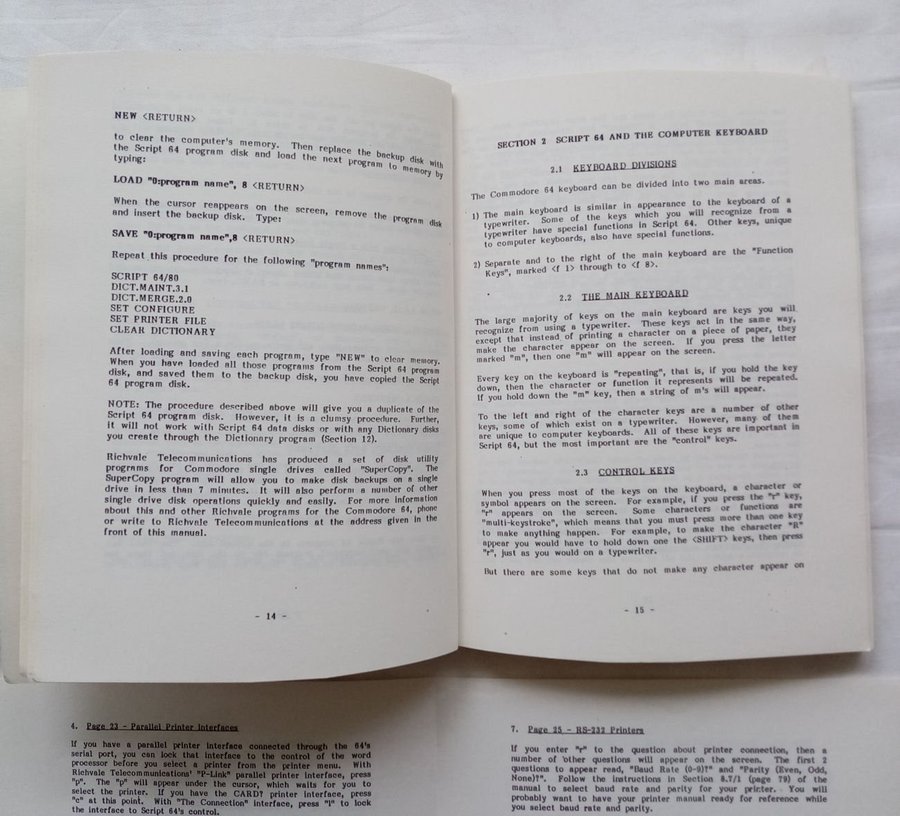 NEW <RETURN>
to clear the computer's memory. Then replace the backup disk with
the Script 64 program disk and load the next program to memory by
typing:
LOAD "0:program name", 8 <RETURN>
When the cursor reappears on the screen, remove the program disk
and insert the backup disk. Type:
SAVE "0:program name",8 <RETURN>
Repeat this procedure for the following "program names":
SCRIPT 64/80
DICT.MAINT.3.1
DICT.MERGE.2.0
SET CONFIGURE
SET PRINTER FILE
CLEAR DICTIONARY
After loading and saving each program, type "NEW" to clear memory.
When you have loaded all those programs from the Script 64 program
disk, and saved them to the backup disk, you have copied the Script
64 program disk.
NOTE: The procedure described above will give you a duplicate of the
Script 64 program disk. However, it is a clumsy procedure. Further,
it will not work with Script 64 data disks or with any Dictionary disks
you create through the Dictionary program (Section 12).
Richvale Telecommunications has produced a set of disk utility
programs for Commodore single drives called "SuperCopy". The
SuperCopy program will allow you to make disk backups on a single
drive in less than 7 minutes. It will also perform a number of other
single drive disk operations quickly and easily. For more information
about this and other Richvale programs for the Commodore 64, phone
or write to Richvale Telecommunications at the address given in the
front of this manual.
- 14 -
SECTION 2 SCRIPT 64 AND THE COMPUTER KEYBOARD
2.1 KEYBOARD DIVISIONS
The Commodore 64 keyboard can be divided into two main areas.
1) The main keyboard is similar in appearance to the keyboard of a
typewriter. Some of the keys which you will recognize from a
typewriter have special functions in Script 64. Other keys, unique
to computer keyboards, also have special functions.
2) Separate and to the right of the main keyboard are the "Function
Keys", marked <f 1> through to <f 8>.
2.2 THE MAIN KEYBOARD
The large majority of keys on the main keyboard are keys you will
recognize from using a typewriter. These keys act in the same way,
except that instead of printing a character on a piece of paper, they
make the character appear on the screen. If you press the letter
marked "m", then one "m" will appear on the screen.
Every key on the keyboard is "repeating", that is, if you hold the key
down, then the character or function it represents will be repeated.
If you hold down the "m" key, then a string of m's will appear.
To the left and right of the character keys are a number of other
keys, some of which exist on a typewriter. However, many of them
are unique to computer keyboards. All of these keys are important in
Script 64, but the most important are the "control" keys.
2.3 CONTROL KEYS
When you press most of the keys on the keyboard, a character or
symbol appears on the screen. For example, if you press the "r" key,
"r" appears on the screen. Some characters or functions are
"multi-keystroke", which means that you must press more than one key
to make anything happen. For example, to make the character "R"
appear you would have to hold down one the <SHIFT> keys, then press
"r", just as you would on a typewriter.
But there are some keys that do not make any character appear on
- 15 -
4. Page 23 - Parallel Printer Interfaces
If you have a parallel printer interface connected through the 64's
serial port, you can lock that interface to the control of the word
processor before you select a printer from the printer menu. With
Richvale Telecommunications' "P-Link" parallel printer interface, press
"p". The "p" will appear under the cursor, which waits for you to
select the printer. If you have the CARD? printer interface, press
"c" at this point. With "The Connection" interface, press "l" to lock
the interface to Script 64's control.
7. Page 25 - RS-232 Printers
If you enter "r" to the question about printer connection, then a
number of other questions will appear on the screen. The first 2
questions to appear read, "Baud Rate (0-9)?" and "Parity (Even, Odd,
None)?". Follow the instructions in Section 8.7/1 (page 79) of the
manual to select baud rate and parity for your printer. You will
probably want to have your printer manual ready for reference while
you select baud rate and parity.